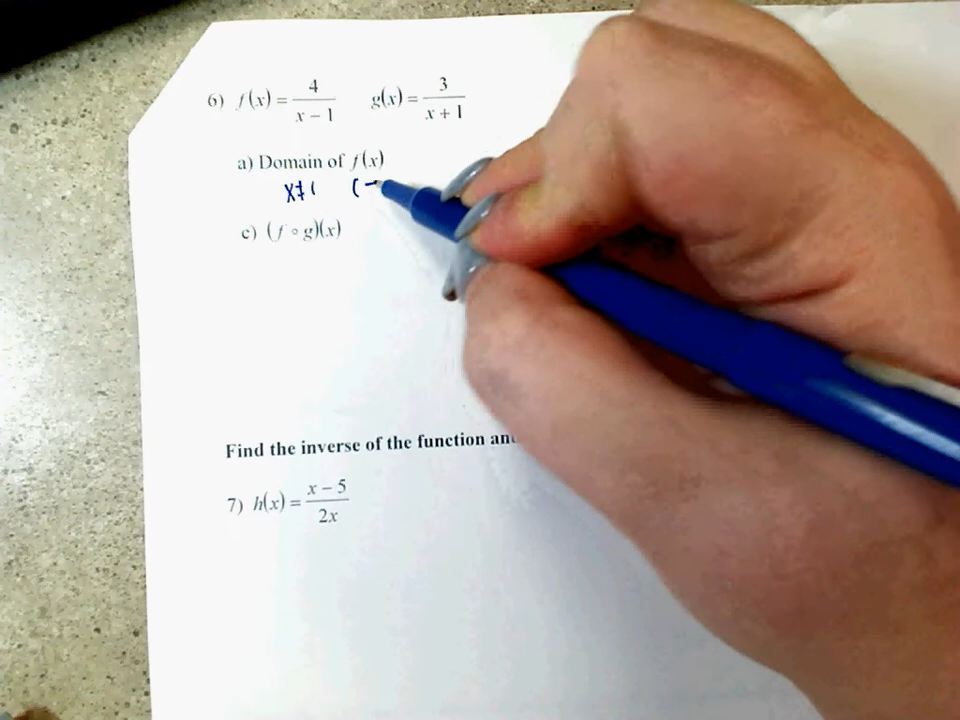 6) f(x) = 4/(x − 1) g(x) = 3/(x + 1)
a) Domain of f(x)
x≠1 (-
c) (f ∘ g)(x)
Find the inverse of the function an
7) h(x) = (x − 5)/(2x)